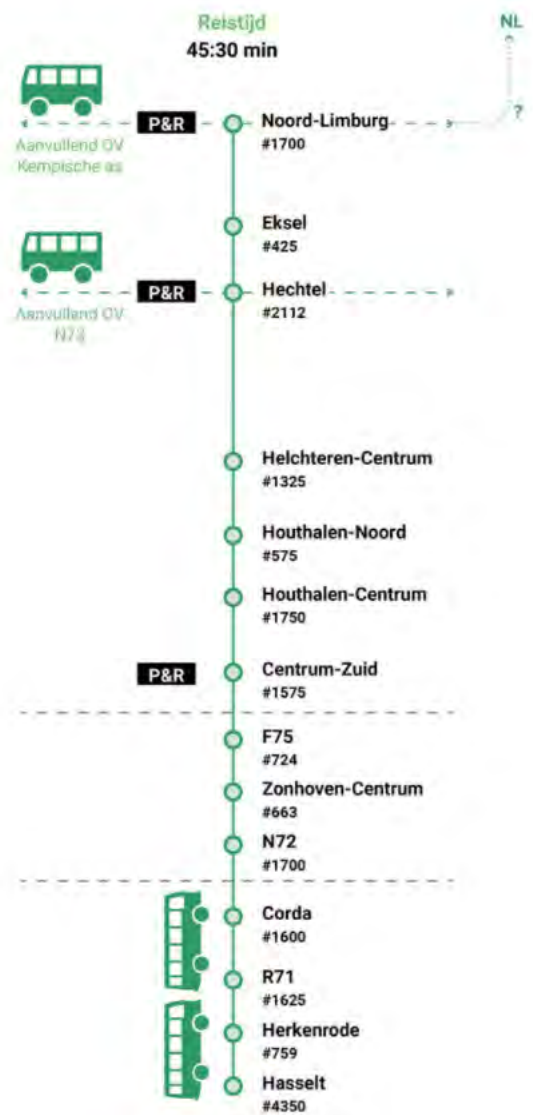 Reistijd
45:30 min
NL
?
P&R
Noord-Limburg
#1700
Aanvullend OV
Kempische as
Eksel
#425
P&R
Hechtel
#2112
Aanvullend OV
N73
Helchteren-Centrum
#1325
Houthalen-Noord
#575
Houthalen-Centrum
#1750
P&R
Centrum-Zuid
#1575
F75
#724
Zonhoven-Centrum
#663
N72
#1700
Corda
#1600
R71
#1625
Herkenrode
#759
Hasselt
#4350